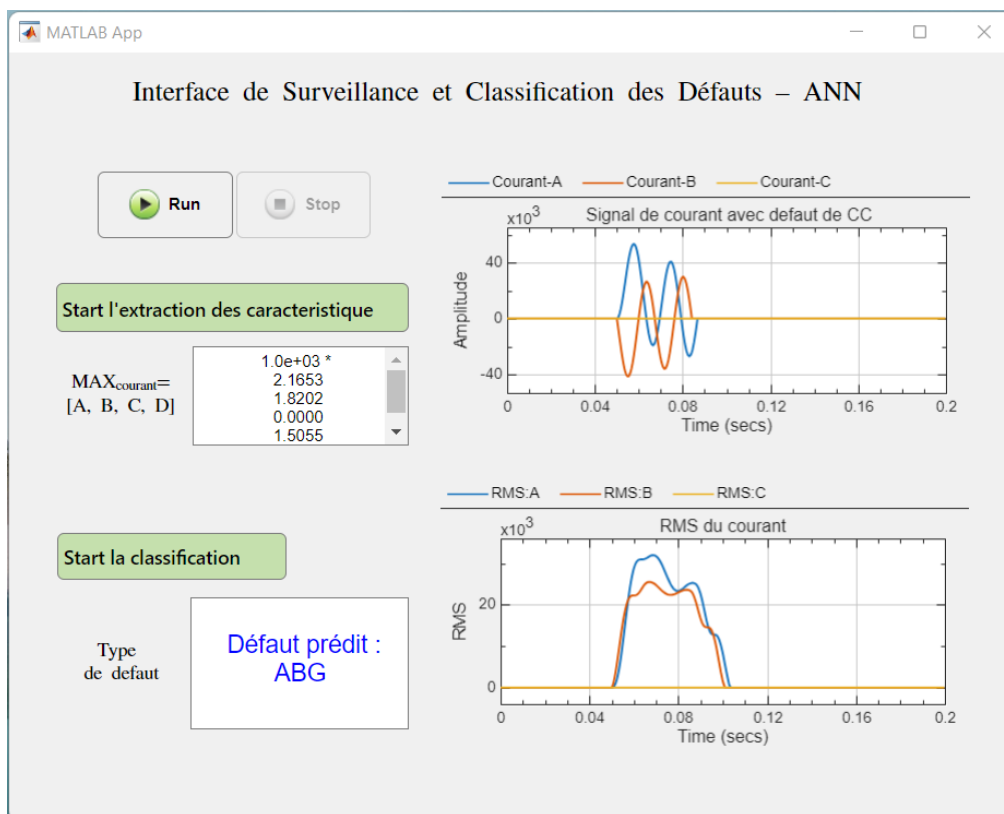 MATLAB App
Interface de Surveillance et Classification des Défauts – ANN
Run
Stop
Start l'extraction des caracteristique
MAXcourant=
[A, B, C, D]
1.0e+03 *
2.1653
1.8202
0.0000
1.5055
Start la classification
Type
de defaut
Défaut prédit :
ABG
Courant-A Courant-B Courant-C
x10³
Signal de courant avec defaut de CC
Amplitude
40
0
-40
0 0.04 0.08 0.12 0.16 0.2
Time (secs)
RMS:A RMS:B RMS:C
x10³
RMS du courant
RMS
20
0
0 0.04 0.08 0.12 0.16 0.2
Time (secs)